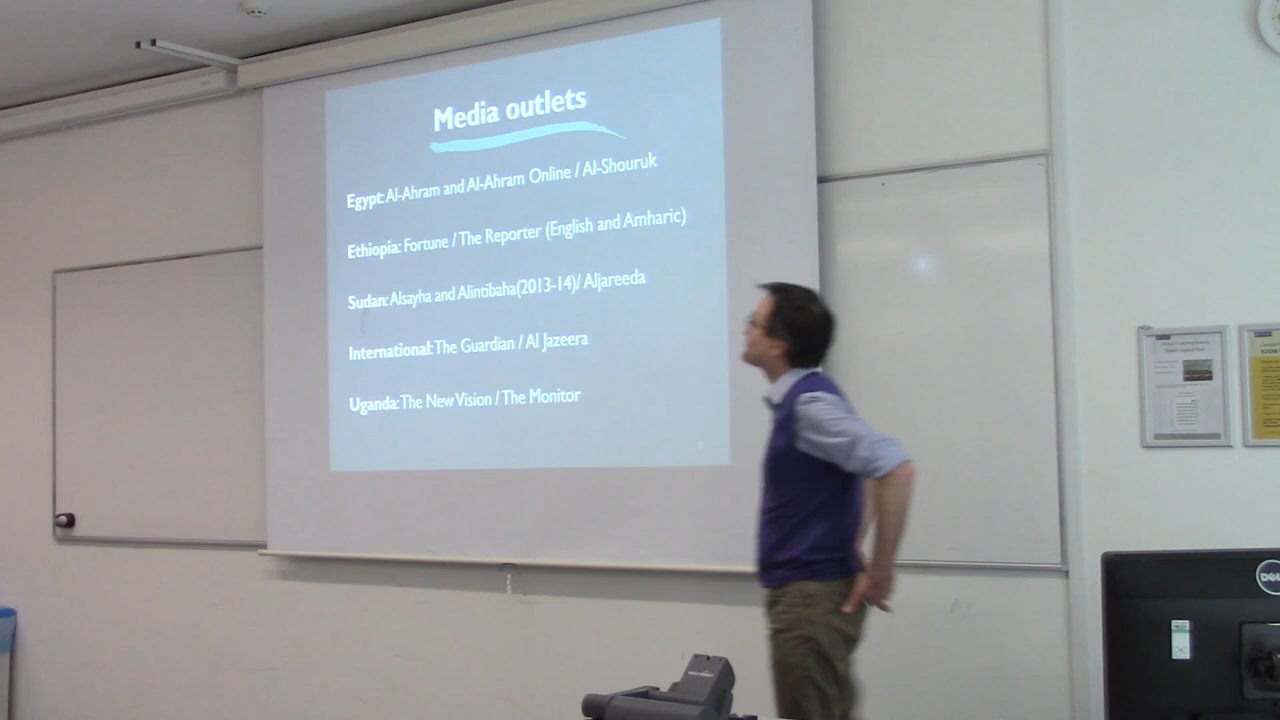 Media outlets
Egypt: Al-Ahram and Al-Ahram Online / Al-Shouruk
Ethiopia: Fortune / The Reporter (English and Amharic)
Sudan: Alsayha and Alintibaha(2013-14)/ Aljareeda
International: The Guardian / Al Jazeera
Uganda: The New Vision / The Monitor
DELL